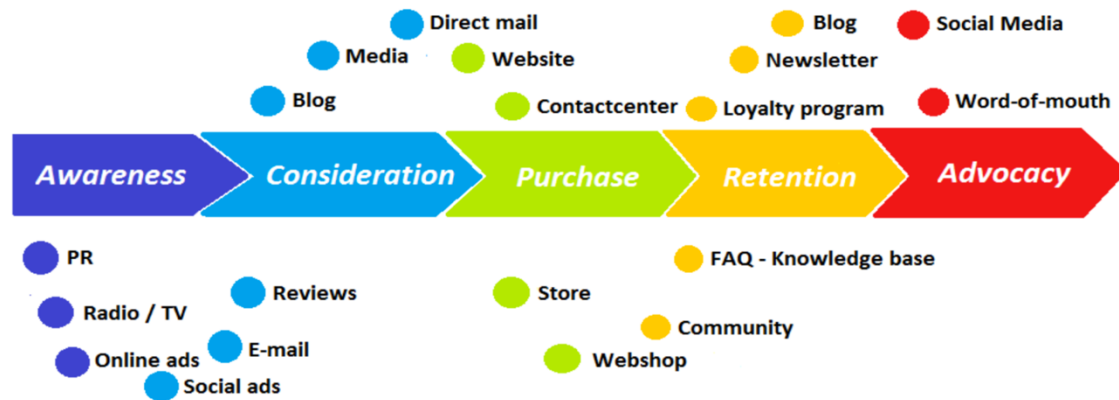 Direct mail
Media
Blog
Website
Contactcenter
Blog
Newsletter
Loyalty program
Social Media
Word-of-mouth
Awareness
Consideration
Purchase
Retention
Advocacy
PR
Radio / TV
Online ads
Social ads
E-mail
Reviews
Store
Webshop
FAQ - Knowledge base
Community